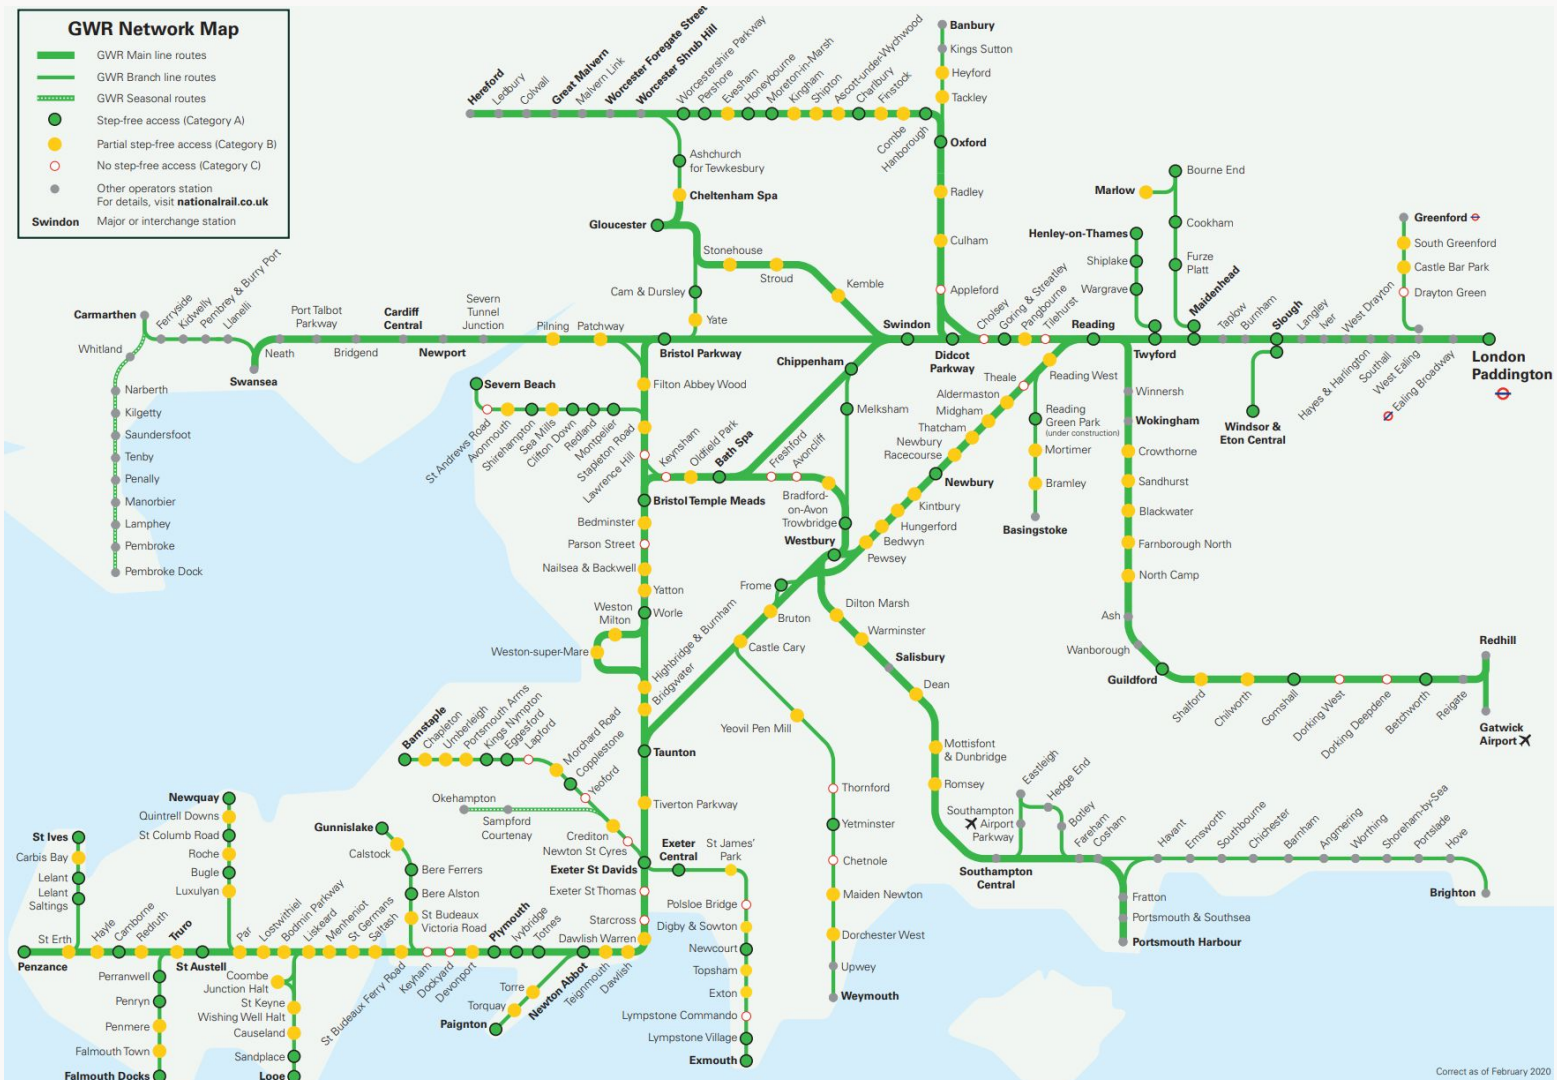 GWR Network Map
GWR Main line routes
GWR Branch line routes
GWR Seasonal routes
Step-free access (Category A)
Partial step-free access (Category B)
No step-free access (Category C)
Other operators station
For details, visit nationalrail.co.uk
Swindon Major or interchange station
Hereford
Ledbury
Colwall
Great Malvern
Malvern Link
Worcester Foregate Street
Worcester Shrub Hill
Worcestershire Parkway
Pershore
Evesham
Honeybourne
Moreton-in-Marsh
Kingham
Shipton
Ascott-under-Wychwood
Charlbury
Finstock
Combe
Hanborough
Banbury
Kings Sutton
Heyford
Tackley
Oxford
Radley
Culham
Appleford
Ashchurch
for Tewkesbury
Cheltenham Spa
Gloucester
Stonehouse
Stroud
Kemble
Cam & Dursley
Yate
Marlow
Bourne End
Cookham
Furze
Platt
Maidenhead
Henley-on-Thames
Shiplake
Wargrave
Greenford
South Greenford
Castle Bar Park
Drayton Green
Carmarthen
Ferryside
Kidwelly
Pembrey & Burry Port
Llanelli
Swansea
Neath
Port Talbot
Parkway
Bridgend
Cardiff
Central
Newport
Severn
Tunnel
Junction
Pilning
Patchway
Bristol Parkway
Swindon
Didcot
Parkway
Cholsey
Goring & Streatley
Pangbourne
Tilehurst
Reading
Twyford
Taplow
Burnham
Slough
Langley
Iver
West Drayton
Hayes & Harlington
Southall
West Ealing
Ealing Broadway
London
Paddington
Windsor &
Eton Central
Whitland
Narberth
Kilgetty
Saundersfoot
Tenby
Penally
Manorbier
Lamphey
Pembroke
Pembroke Dock
Severn Beach
St Andrews Road
Avonmouth
Shirehampton
Sea Mills
Clifton Down
Redland
Montpelier
Stapleton Road
Lawrence Hill
Filton Abbey Wood
Keynsham
Oldfield Park
Bath Spa
Chippenham
Melksham
Freshford
Avoncliff
Bradford-
on-Avon
Trowbridge
Westbury
Reading West
Theale
Aldermaston
Midgham
Thatcham
Newbury
Racecourse
Newbury
Kintbury
Hungerford
Bedwyn
Pewsey
Reading
Green Park
(under construction)
Mortimer
Bramley
Basingstoke
Winnersh
Wokingham
Crowthorne
Sandhurst
Blackwater
Farnborough North
North Camp
Ash
Wanborough
Guildford
Shalford
Chilworth
Gomshall
Dorking West
Dorking Deepdene
Betchworth
Reigate
Redhill
Gatwick
Airport
Bristol Temple Meads
Bedminster
Parson Street
Nailsea & Backwell
Yatton
Worle
Weston
Milton
Weston-super-Mare
Highbridge & Burnham
Bridgwater
Taunton
Tiverton Parkway
Frome
Bruton
Castle Cary
Yeovil Pen Mill
Thornford
Yetminster
Chetnole
Maiden Newton
Dorchester West
Upwey
Weymouth
Dilton Marsh
Warminster
Salisbury
Dean
Mottisfont
& Dunbridge
Romsey
Southampton
Central
Southampton
Airport
Parkway
Eastleigh
Hedge End
Botley
Fareham
Cosham
Fratton
Portsmouth & Southsea
Portsmouth Harbour
Havant
Emsworth
Southbourne
Chichester
Barnham
Angmering
Worthing
Shoreham-by-Sea
Portslade
Hove
Brighton
Barnstaple
Chapleton
Umberleigh
Portsmouth Arms
Kings Nympton
Eggesford
Lapford
Morchard Road
Copplestone
Yeoford
Okehampton
Sampford
Courtenay
Crediton
Newton St Cyres
Exeter St Davids
Exeter
Central
St James'
Park
Polsloe Bridge
Digby & Sowton
Newcourt
Topsham
Exton
Lympstone Commando
Lympstone Village
Exmouth
Exeter St Thomas
Starcross
Dawlish Warren
Dawlish
Teignmouth
Newton Abbot
Torre
Torquay
Paignton
Totnes
Ivybridge
Plymouth
Devonport
Dockyard
Keyham
St Budeaux Ferry Road
Gunnislake
Calstock
Bere Ferrers
Bere Alston
St Budeaux
Victoria Road
Saltash
St Germans
Menheniot
Liskeard
Bodmin Parkway
Lostwithiel
Par
Coombe
Junction Halt
St Keyne
Wishing Well Halt
Causeland
Sandplace
Looe
Newquay
Quintrell Downs
St Columb Road
Roche
Bugle
Luxulyan
St Austell
Truro
Perranwell
Penryn
Penmere
Falmouth Town
Falmouth Docks
Redruth
Camborne
Hayle
St Erth
St Ives
Carbis Bay
Lelant
Lelant
Saltings
Penzance
Correct as of February 2020